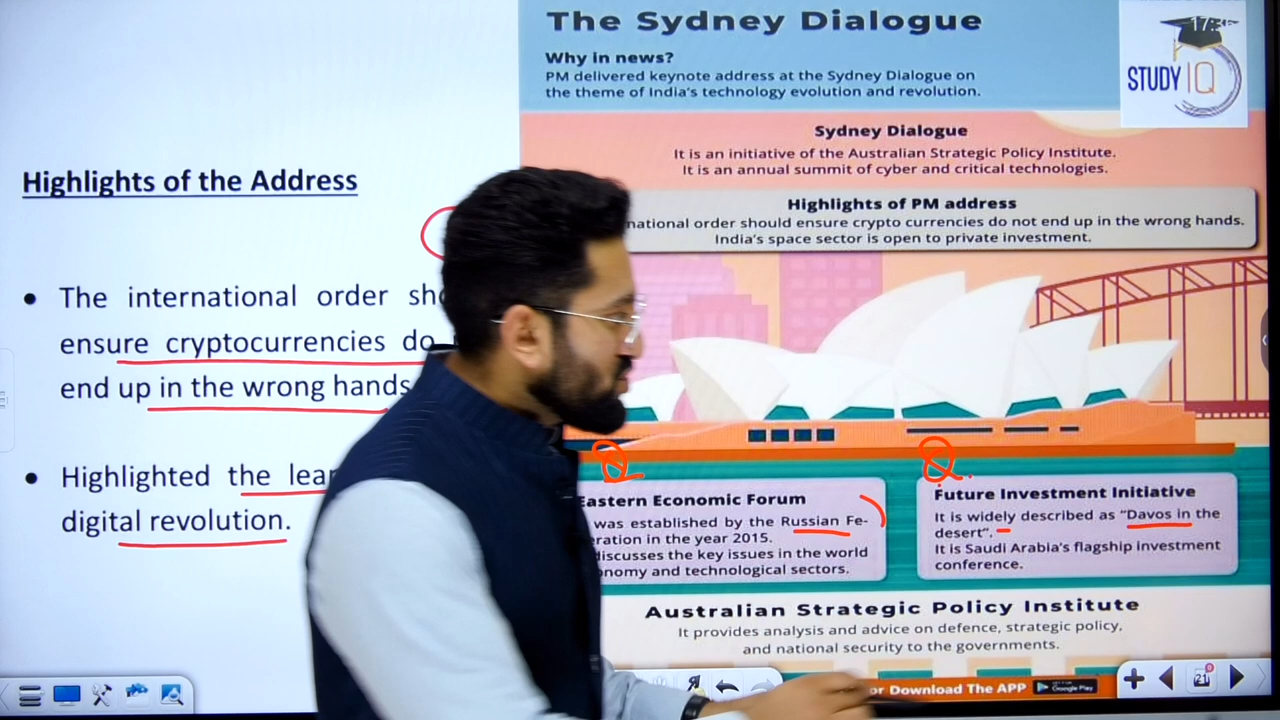 The Sydney Dialogue
Why in news?
PM delivered keynote address at the Sydney Dialogue on
the theme of India's technology evolution and revolution.
STUDY IQ
Sydney Dialogue
It is an initiative of the Australian Strategic Policy Institute.
It is an annual summit of cyber and critical technologies.
Highlights of PM address
national order should ensure crypto currencies do not end up in the wrong hands.
India's space sector is open to private investment.
Highlights of the Address
• The international order sh
ensure cryptocurrencies do
end up in the wrong hands
• Highlighted the lear
digital revolution.
Q
Q.
Eastern Economic Forum
was established by the Russian Fe-
eration in the year 2015.
discusses the key issues in the world
onomy and technological sectors.
Future Investment Initiative
It is widely described as "Davos in the
desert".
It is Saudi Arabia's flagship investment
conference.
Australian Strategic Policy Institute
It provides analysis and advice on defence, strategic policy,
and national security to the governments.
or Download The APP
Google Play
21